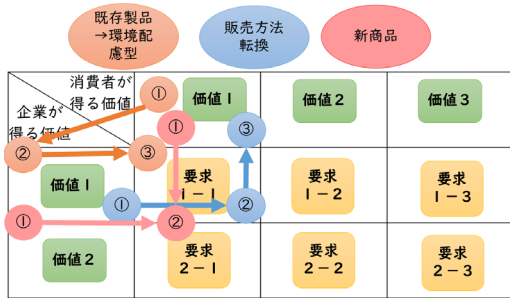 既存製品
→環境配
慮型
販売方法
転換
新商品
消費者が
得る価値
企業が
得る価値
①
価値１
価値２
価値３
①
②
③
③
価値１
要求
１－１
要求
１－２
要求
１－３
①
②
①
②
価値２
要求
２－１
要求
２－２
要求
２－３